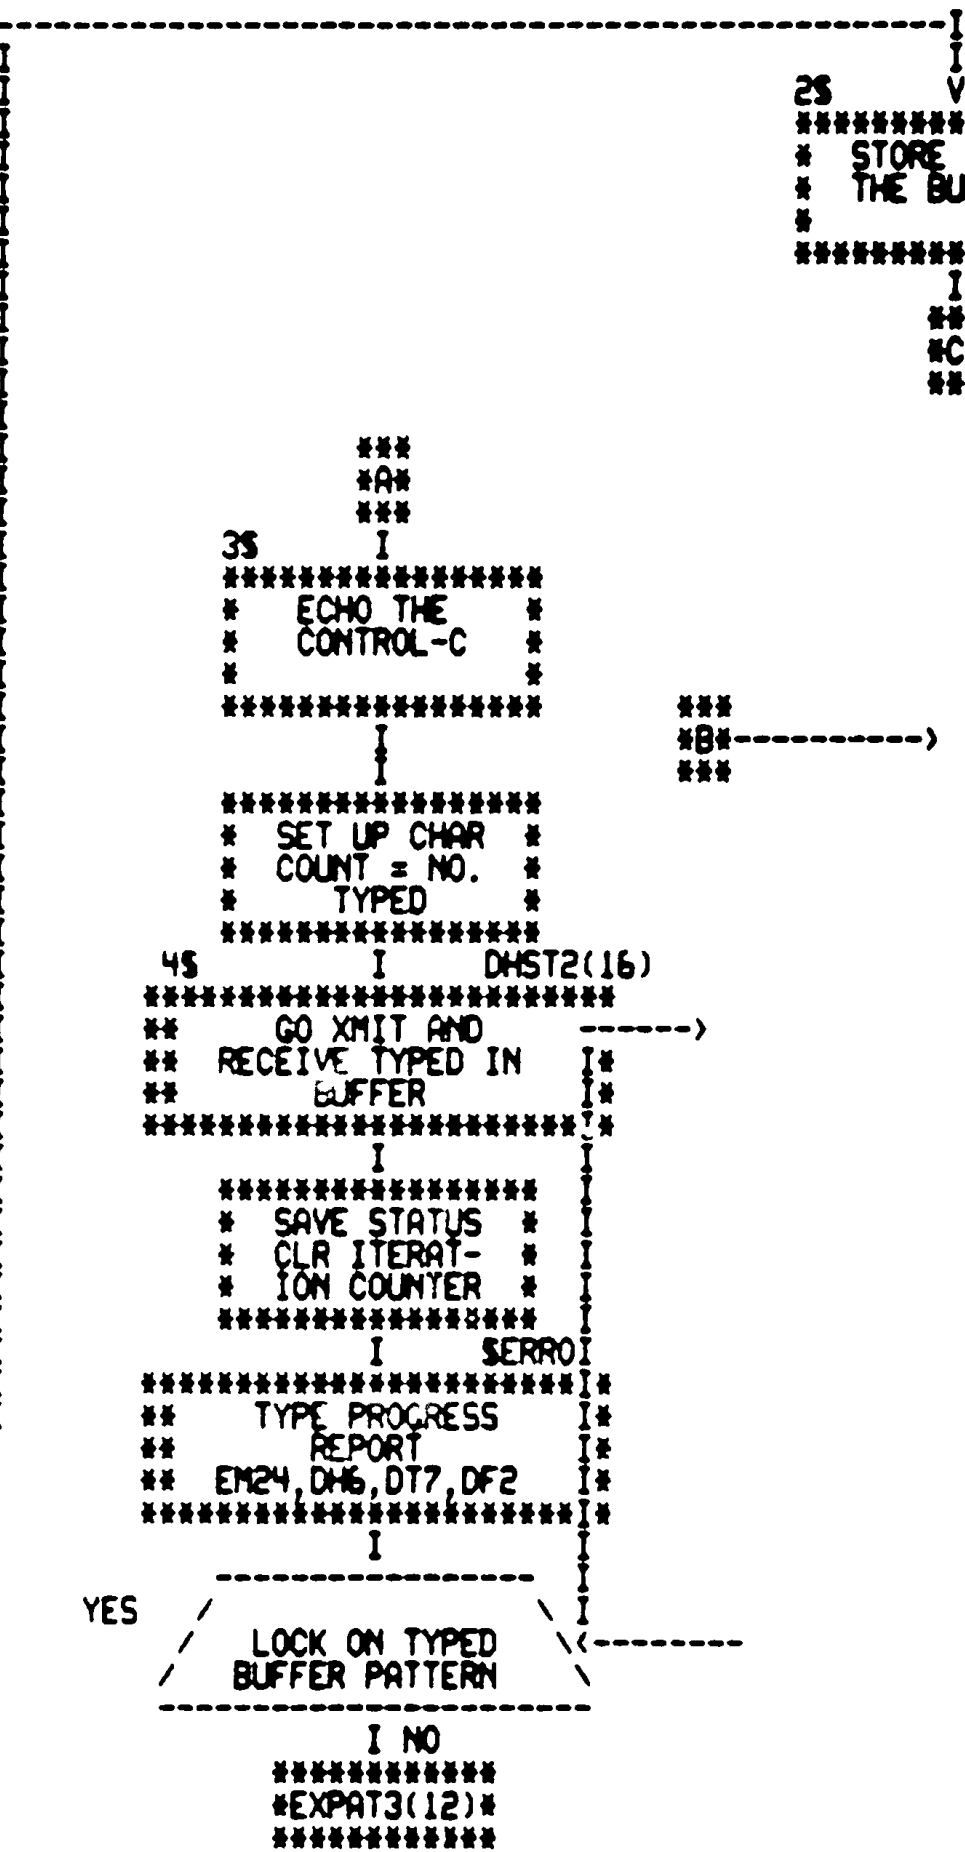 2$
STORE
THE BU
C
A
3$
ECHO THE
CONTROL-C
B
SET UP CHAR
COUNT = NO.
TYPED
4$ DHST2(16)
GO XMIT AND
RECEIVE TYPED IN
BUFFER
SAVE STATUS
CLR ITERAT-
ION COUNTER
$ERRO
TYPE PROGRESS
REPORT
EM24,DH6,DT7,DF2
YES
LOCK ON TYPED
BUFFER PATTERN
NO
EXPAT3(12)